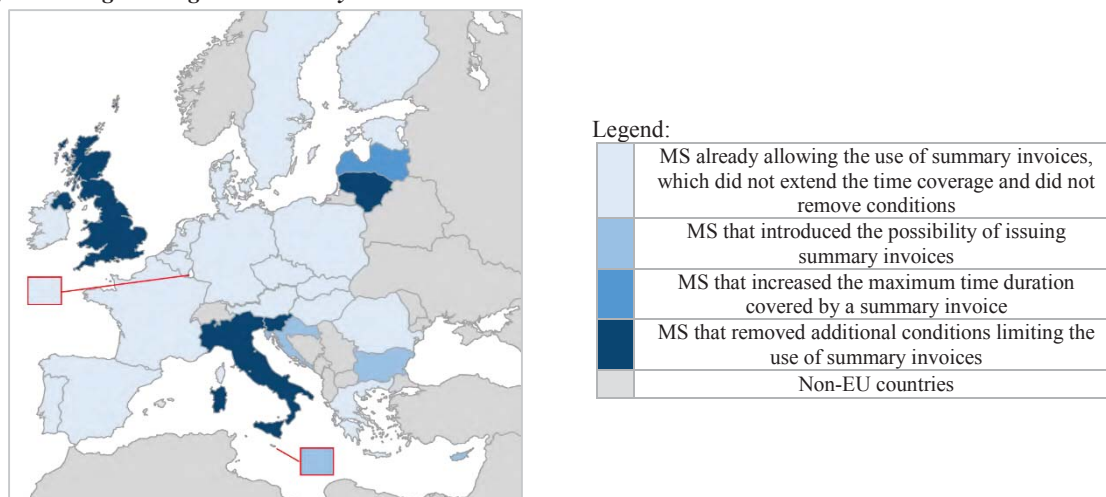 Legend:
MS already allowing the use of summary invoices,
which did not extend the time coverage and did not
remove conditions
MS that introduced the possibility of issuing
summary invoices
MS that increased the maximum time duration
covered by a summary invoice
MS that removed additional conditions limiting the
use of summary invoices
Non-EU countries